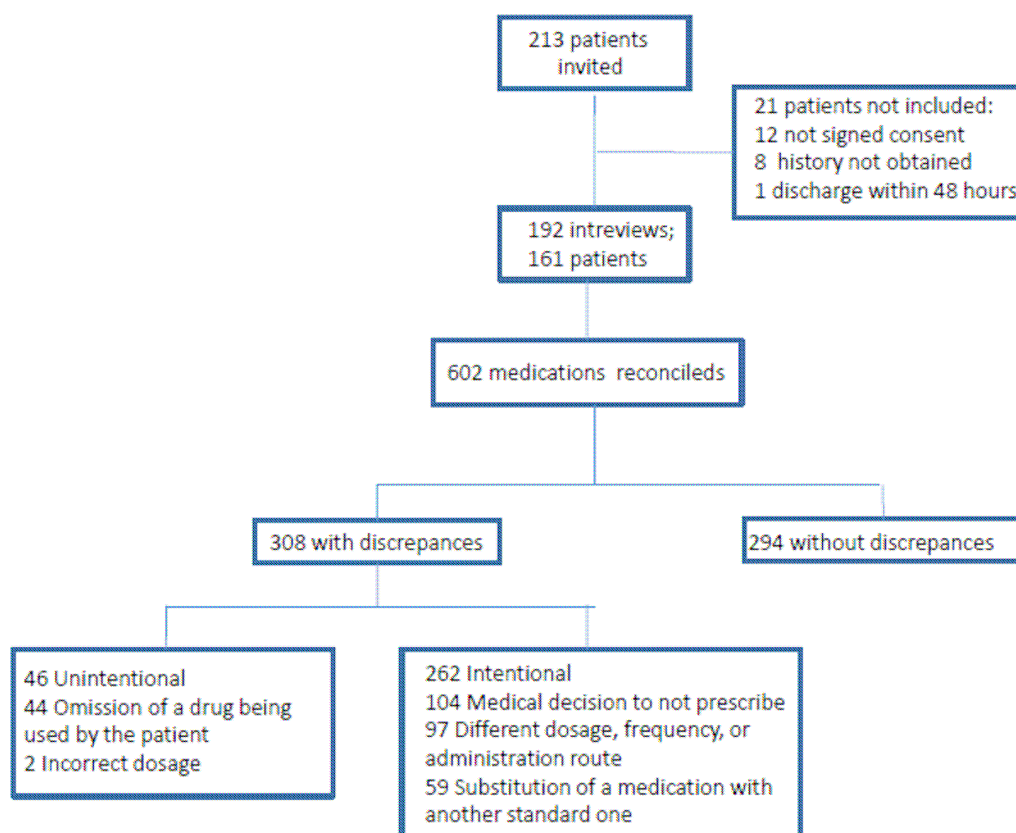 213 patients
invited
21 patients not included:
12 not signed consent
8 history not obtained
1 discharge within 48 hours
192 intreviews;
161 patients
602 medications reconcileds
308 with discrepances
294 without discrepances
46 Unintentional
44 Omission of a drug being
used by the patient
2 Incorrect dosage
262 Intentional
104 Medical decision to not prescribe
97 Different dosage, frequency, or
administration route
59 Substitution of a medication with
another standard one